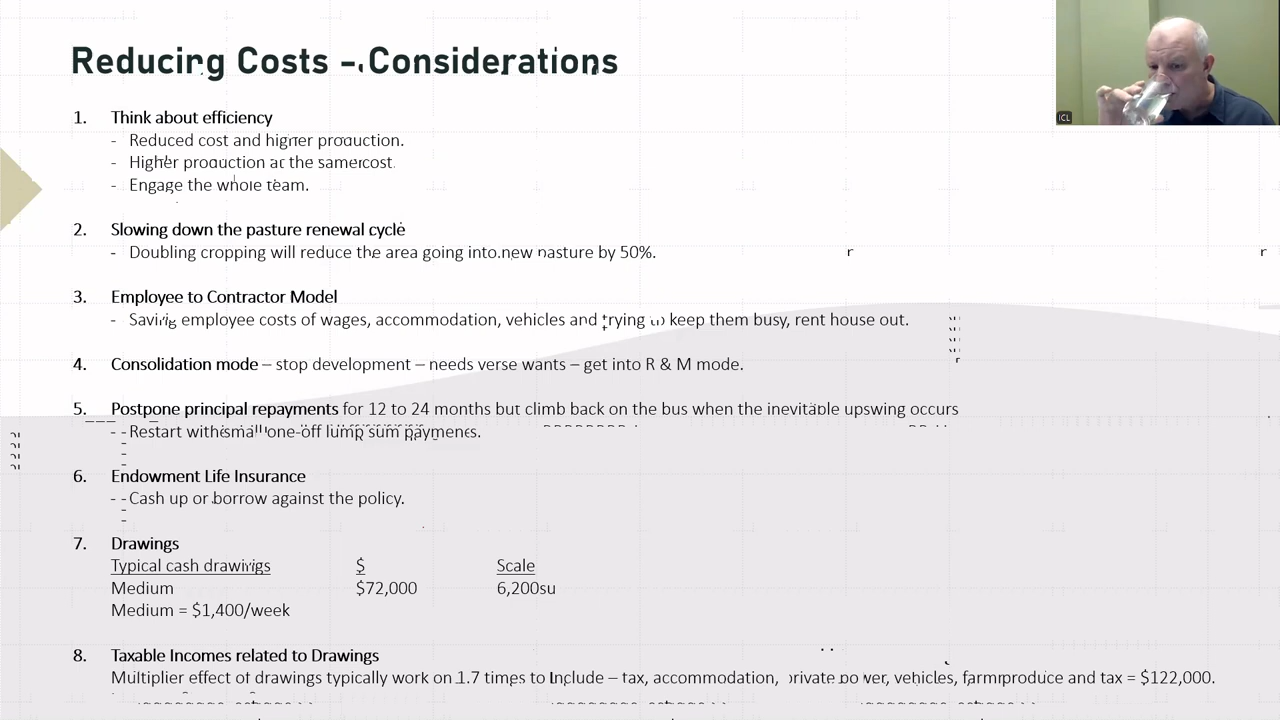 Reducing Costs - Considerations
ICL
1. Think about efficiency
- Reduced cost and higher production.
- Higher production at the same cost.
- Engage the whole team.
2. Slowing down the pasture renewal cycle
- Doubling cropping will reduce the area going into new pasture by 50%.
3. Employee to Contractor Model
- Saving employee costs of wages, accommodation, vehicles and trying to keep them busy, rent house out.
4. Consolidation mode – stop development – needs verse wants – get into R & M mode.
5. Postpone principal repayments for 12 to 24 months but climb back on the bus when the inevitable upswing occurs
- Restart with small one-off lump sum payments.
6. Endowment Life Insurance
- Cash up or borrow against the policy.
7. Drawings
Typical cash drawings $ Scale
Medium $72,000 6,200su
Medium = $1,400/week
8. Taxable Incomes related to Drawings
Multiplier effect of drawings typically work on 1.7 times to Include – tax, accommodation, private power, vehicles, farm produce and tax = $122,000.